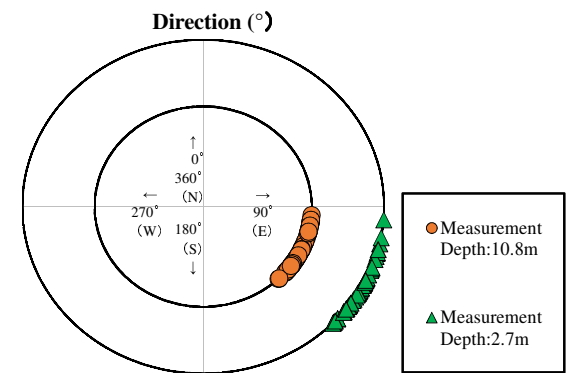 Direction (°)
↑
0°
360°
(N)
←
→
270°
90°
(W)
180°
(E)
(S)
↓
Measurement
Depth:10.8m
Measurement
Depth:2.7m